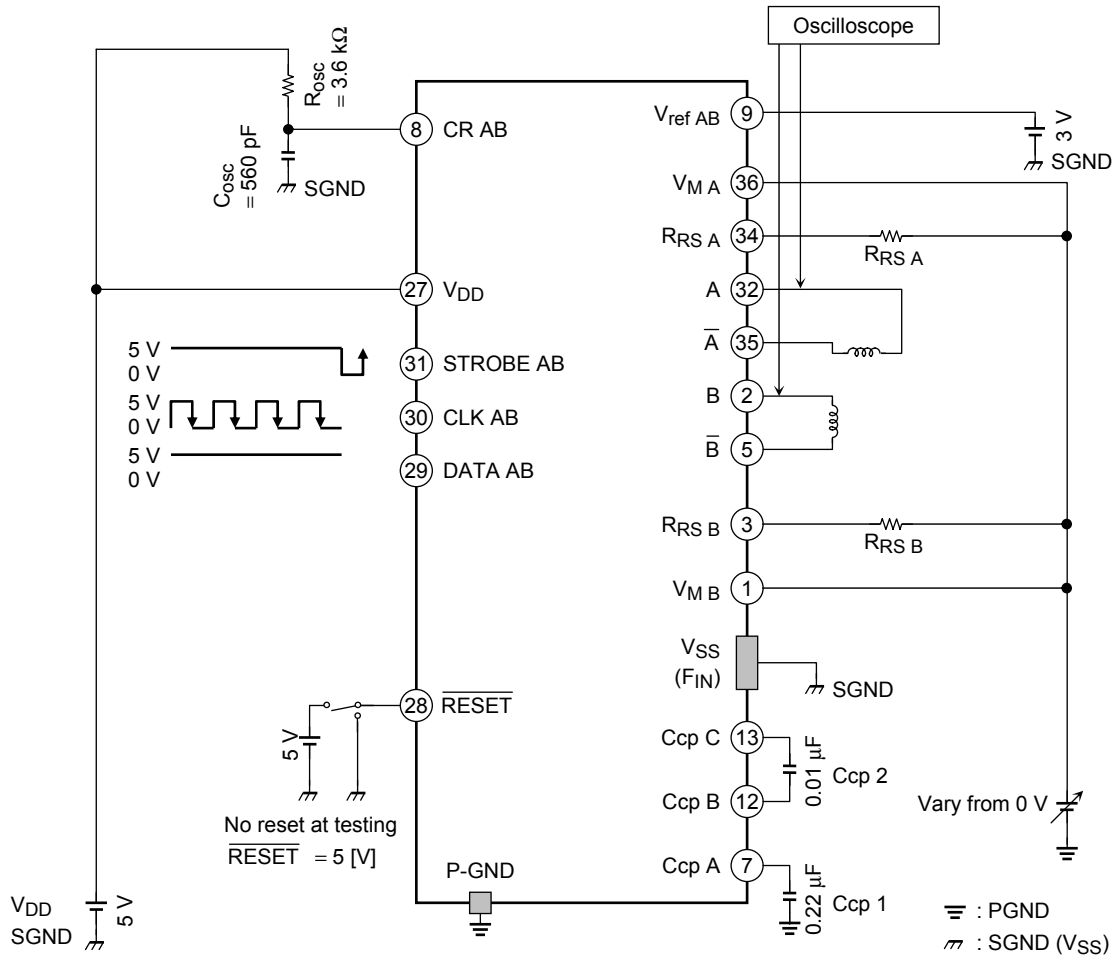 Oscilloscope
Rosc
= 3.6 kΩ
Cosc
= 560 pF
SGND
8 CR AB
Vref AB 9
3 V
SGND
VM A 36
RRS A 34
RRS A
A 32
27 VDD
A 35
5 V
0 V
31 STROBE AB
B 2
5 V
0 V
30 CLK AB
B 5
5 V
0 V
29 DATA AB
RRS B 3
RRS B
VM B 1
VSS
(FIN)
SGND
28 RESET
5 V
Ccp C 13
0.01 µF
Ccp 2
Ccp B 12
Vary from 0 V
No reset at testing
RESET = 5 [V]
P-GND
Ccp A 7
0.22 µF
Ccp 1
VDD
SGND
5 V
: PGND
: SGND (VSS)